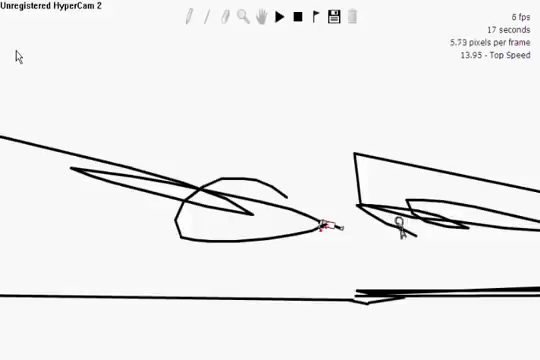 Unregistered HyperCam 2
6 fps
17 seconds
5.73 pixels per frame
13.95 - Top Speed